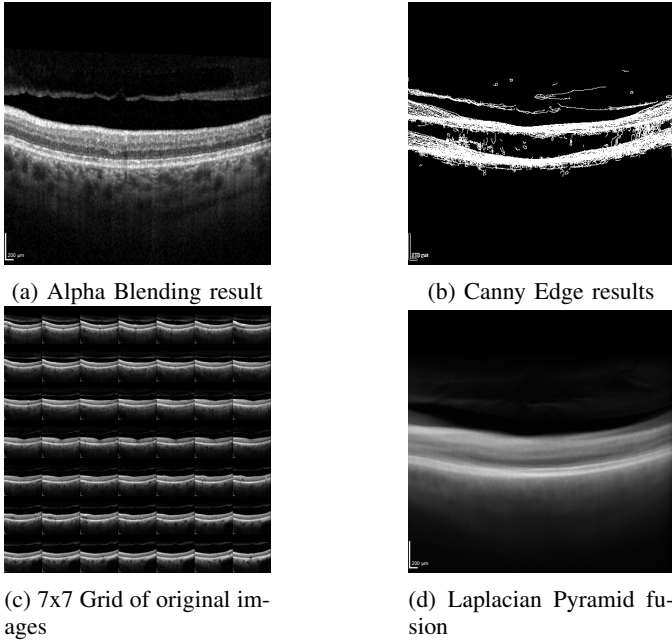 200 µm
(a) Alpha Blending result
(b) Canny Edge results
(c) 7x7 Grid of original im-
ages
200 µm
(d) Laplacian Pyramid fu-
sion